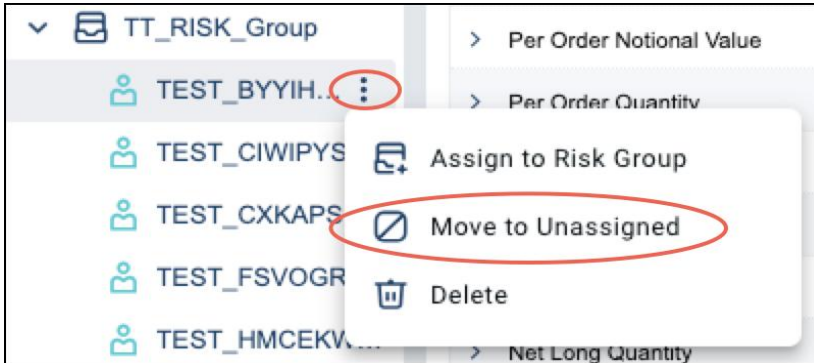 TT_RISK_Group
TEST_BYYIH...
TEST_CIWIPYS
TEST_CXKAPS
TEST_FSVOGR
TEST_HMCEKW...
Per Order Notional Value
Per Order Quantity
Assign to Risk Group
Move to Unassigned
Delete
Net Long Quantity